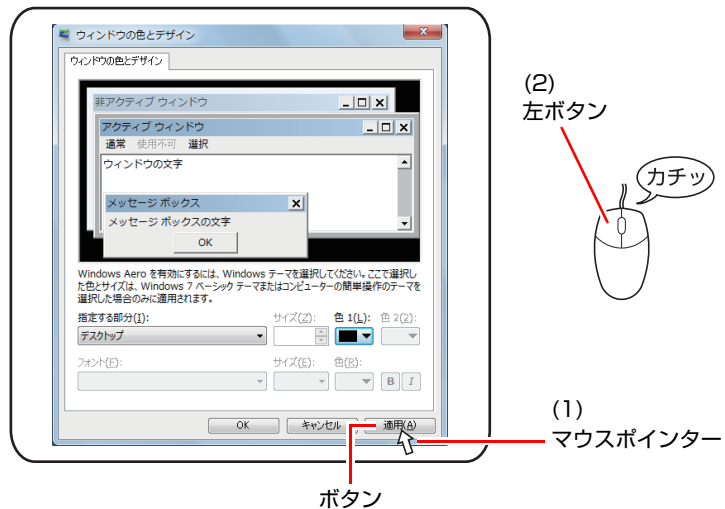 ウィンドウの色とデザイン
ウィンドウの色とデザイン
非アクティブ ウィンドウ
アクティブ ウィンドウ
通常 使用不可 選択
ウィンドウの文字
メッセージ ボックス
メッセージ ボックスの文字
OK
Windows Aero を有効にするには、Windows テーマを選択してください。ここで選択し
た色とサイズは、Windows 7 ベーシック テーマまたはコンピューターの簡単操作のテーマを
選択した場合のみに適用されます。
指定する部分(I): サイズ(Z): 色 1(L): 色 2(2):
デスクトップ
フォント(F): サイズ(E): 色(R):
B I
OK キャンセル 適用(A)
(2)
左ボタン
カチッ
(1)
マウスポインター
ボタン